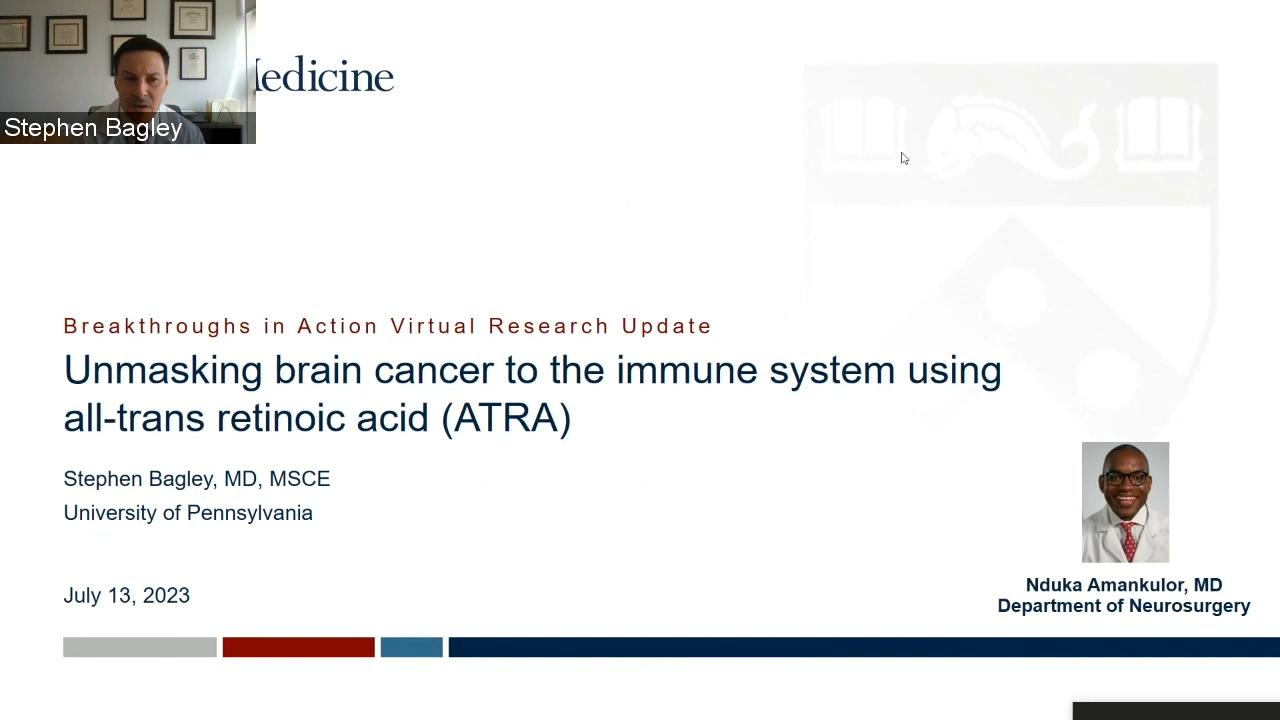 Stephen Bagley
Medicine
Breakthroughs in Action Virtual Research Update
Unmasking brain cancer to the immune system using
all-trans retinoic acid (ATRA)
Stephen Bagley, MD, MSCE
University of Pennsylvania
July 13, 2023
Nduka Amankulor, MD
Department of Neurosurgery